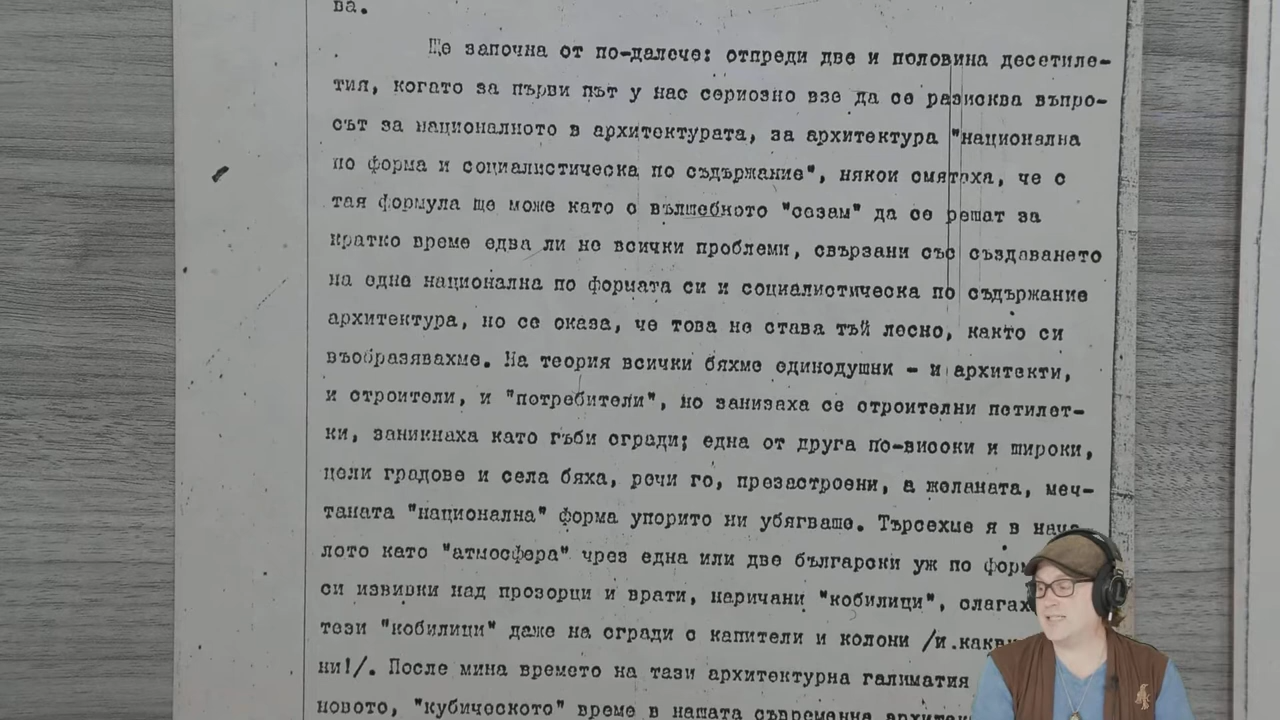 ва.
Ще започна от по-далече: отпреди две и половина десетиле-
тия, когато за първи път у нас сериозно взе да се разисква въпро-
сът за националното в архитектурата, за архитектура "национална
по форма и социалистическа по съдържание", някои смятаха, че с
тая формула ще може като с вълшебното "сезам" да се решат за
кратко време едва ли не всички проблеми, свързани със създаването
на една национална по формата си и социалистическа по съдържание
архитектура, но се оказа, че това не става тъй лесно, както си
въобразявахме. На теория всички бяхме единодушни - и архитекти,
и строители, и "потребители", но занизаха се строителни петилет-
ки, заникнаха като гъби сгради; една от друга по-високи и широки,
цели градове и села бяха, речи го, презастроени, а желаната, меч-
таната "национална" форма упорито ни убягваше. Търсехме я в нача-
лото като "атмосфера" чрез една или две български уж по форм
си извивки над прозорци и врати, наричани "кобилици", слагах
тези "кобилици" даже на сгради с капители и колони /и какв
ни!/. После мина времето на тази архитектурна галиматия
новото, "кубическото" време в нашата съвременна архитек